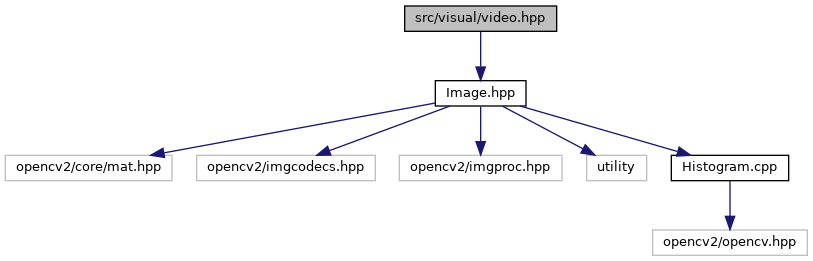 src/visual/video.hpp
Image.hpp
opencv2/core/mat.hpp
opencv2/imgcodecs.hpp
opencv2/imgproc.hpp
utility
Histogram.cpp
opencv2/opencv.hpp